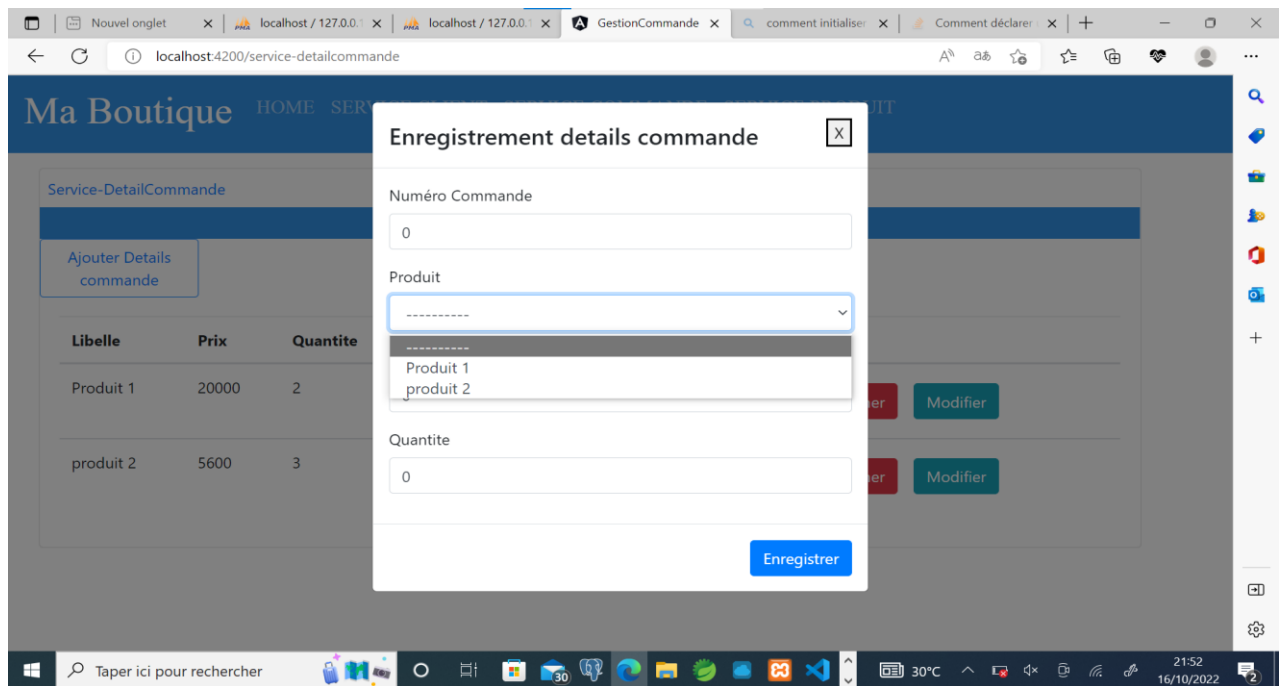 Nouvel onglet
localhost / 127.0.0.1
localhost / 127.0.0.1
GestionCommande
comment initialiser
Comment déclarer
localhost:4200/service-detailcommande
Ma Boutique
HOME
Enregistrement details commande
X
Service-DetailCommande
Numéro Commande
0
Ajouter Details
commande
Produit
----------
----------
Produit 1
produit 2
Libelle Prix Quantite
Produit 1 20000 2
Modifier
Quantite
0
produit 2 5600 3
Modifier
Enregistrer
Taper ici pour rechercher
30
30°C
21:52
16/10/2022
2